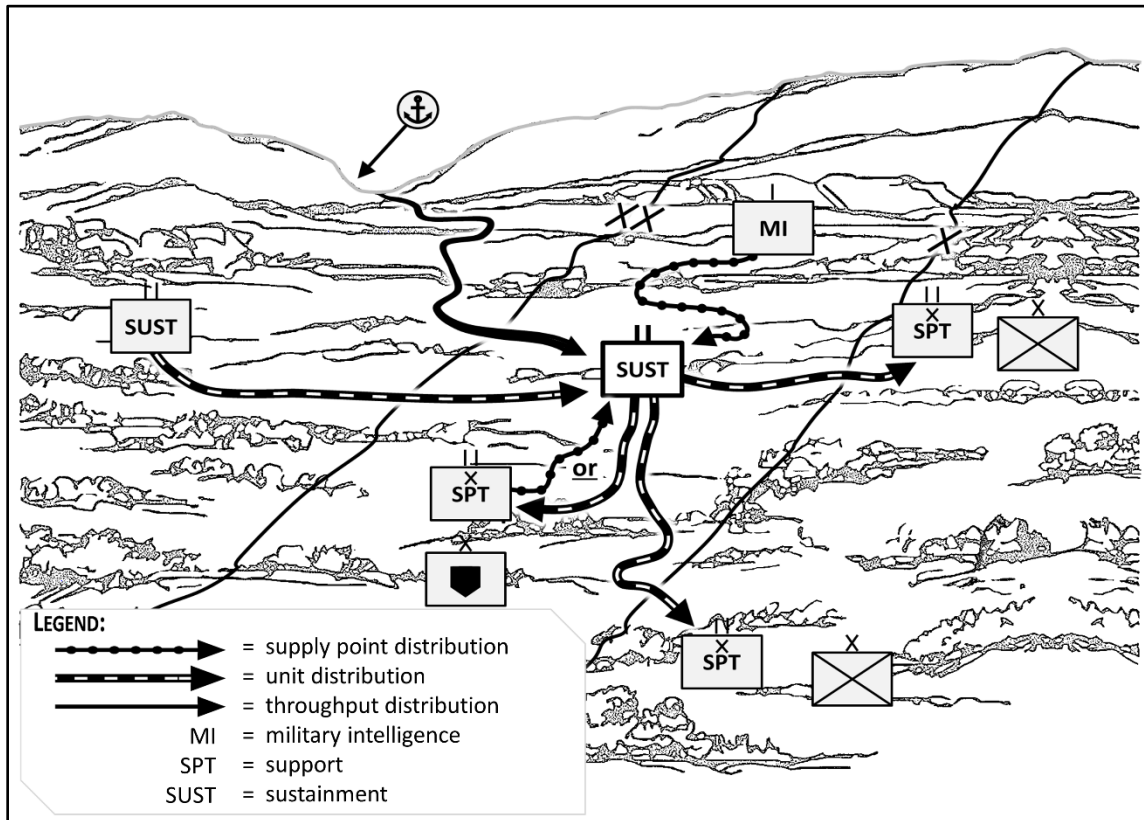 MI
SUST
SPT
SUST
or
SPT
SPT
LEGEND:
= supply point distribution
= unit distribution
= throughput distribution
MI = military intelligence
SPT = support
SUST = sustainment